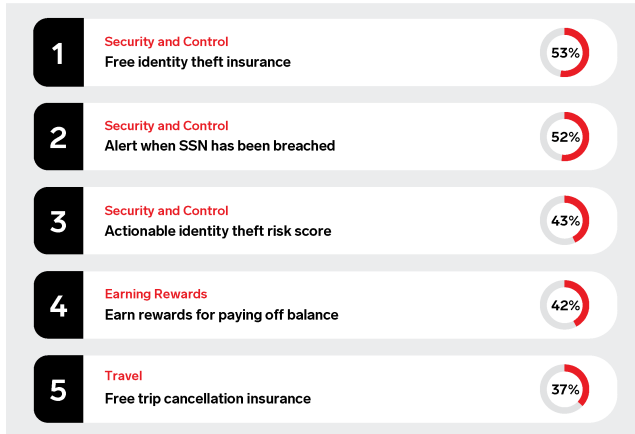 1
Security and Control
Free identity theft insurance
53%
2
Security and Control
Alert when SSN has been breached
52%
3
Security and Control
Actionable identity theft risk score
43%
4
Earning Rewards
Earn rewards for paying off balance
42%
5
Travel
Free trip cancellation insurance
37%